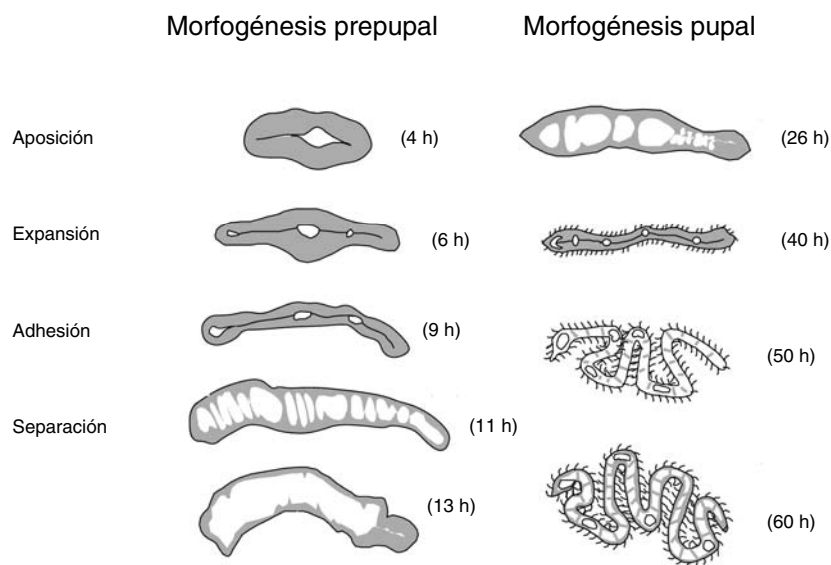 Morfogénesis prepupal
Morfogénesis pupal
Aposición
(4 h)
(26 h)
Expansión
(6 h)
(40 h)
Adhesión
(9 h)
(50 h)
Separación
(11 h)
(13 h)
(60 h)